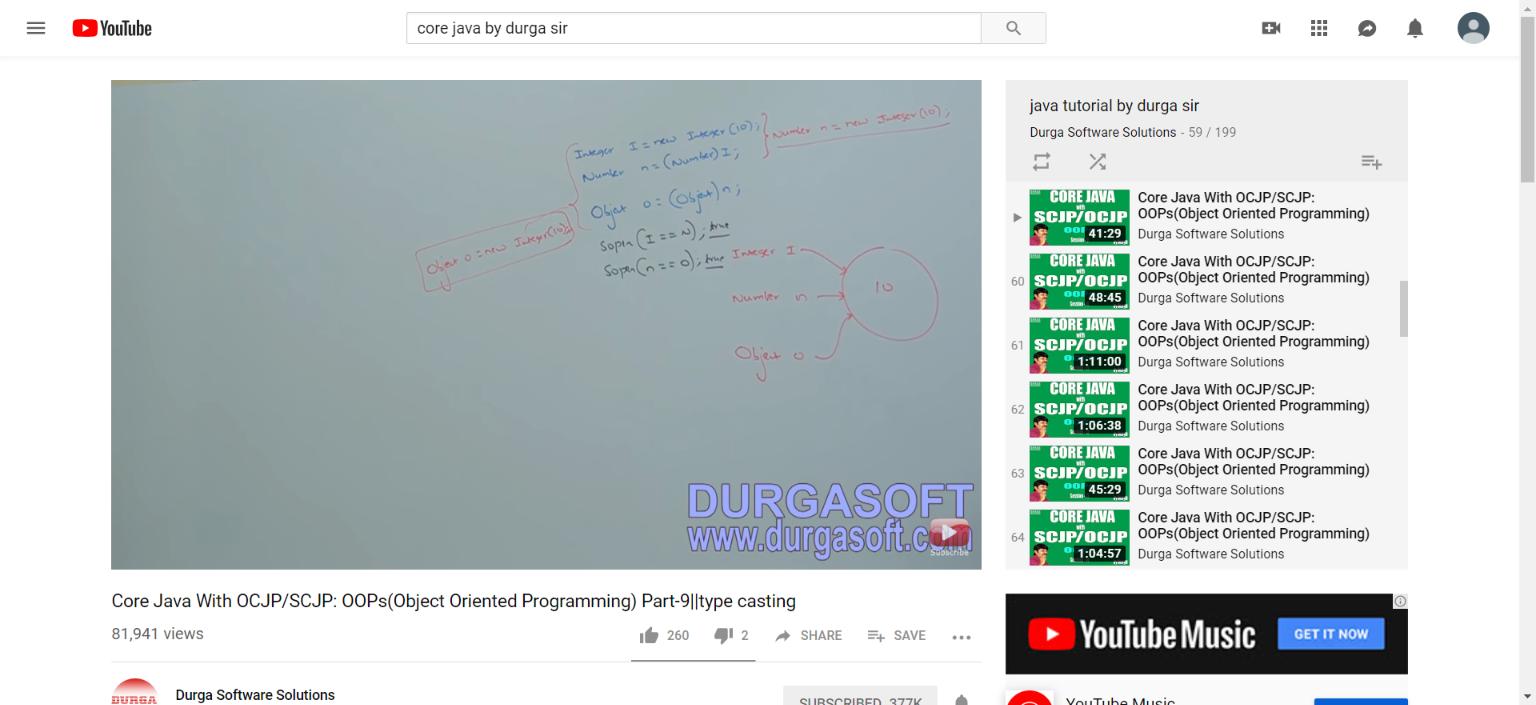 YouTube
core java by durga sir
Integer I = new Integer(10);
Number n = (Number)I;
Number n = new Integer(10);
Object o = (Object)n;
Object o = new Integer(10);
Sopln(I == N); true
Sopln(n == O); true
Integer I
Number n
10
Object o
DURGASOFT
www.durgasoft.com
Subscribe
java tutorial by durga sir
Durga Software Solutions - 59 / 199
CORE JAVA
with
SCJP/OCJP
41:29
Core Java With OCJP/SCJP:
OOPs(Object Oriented Programming)
Durga Software Solutions
60
CORE JAVA
with
SCJP/OCJP
48:45
Core Java With OCJP/SCJP:
OOPs(Object Oriented Programming)
Durga Software Solutions
61
CORE JAVA
with
SCJP/OCJP
1:11:00
Core Java With OCJP/SCJP:
OOPs(Object Oriented Programming)
Durga Software Solutions
62
CORE JAVA
with
SCJP/OCJP
1:06:38
Core Java With OCJP/SCJP:
OOPs(Object Oriented Programming)
Durga Software Solutions
63
CORE JAVA
with
SCJP/OCJP
45:29
Core Java With OCJP/SCJP:
OOPs(Object Oriented Programming)
Durga Software Solutions
64
CORE JAVA
with
SCJP/OCJP
1:04:57
Core Java With OCJP/SCJP:
OOPs(Object Oriented Programming)
Durga Software Solutions
Core Java With OCJP/SCJP: OOPs(Object Oriented Programming) Part-9||type casting
81,941 views
260
2
SHARE
SAVE
YouTube Music
GET IT NOW
DURGA
Durga Software Solutions
SUBSCRIBED 377K
YouTube Music